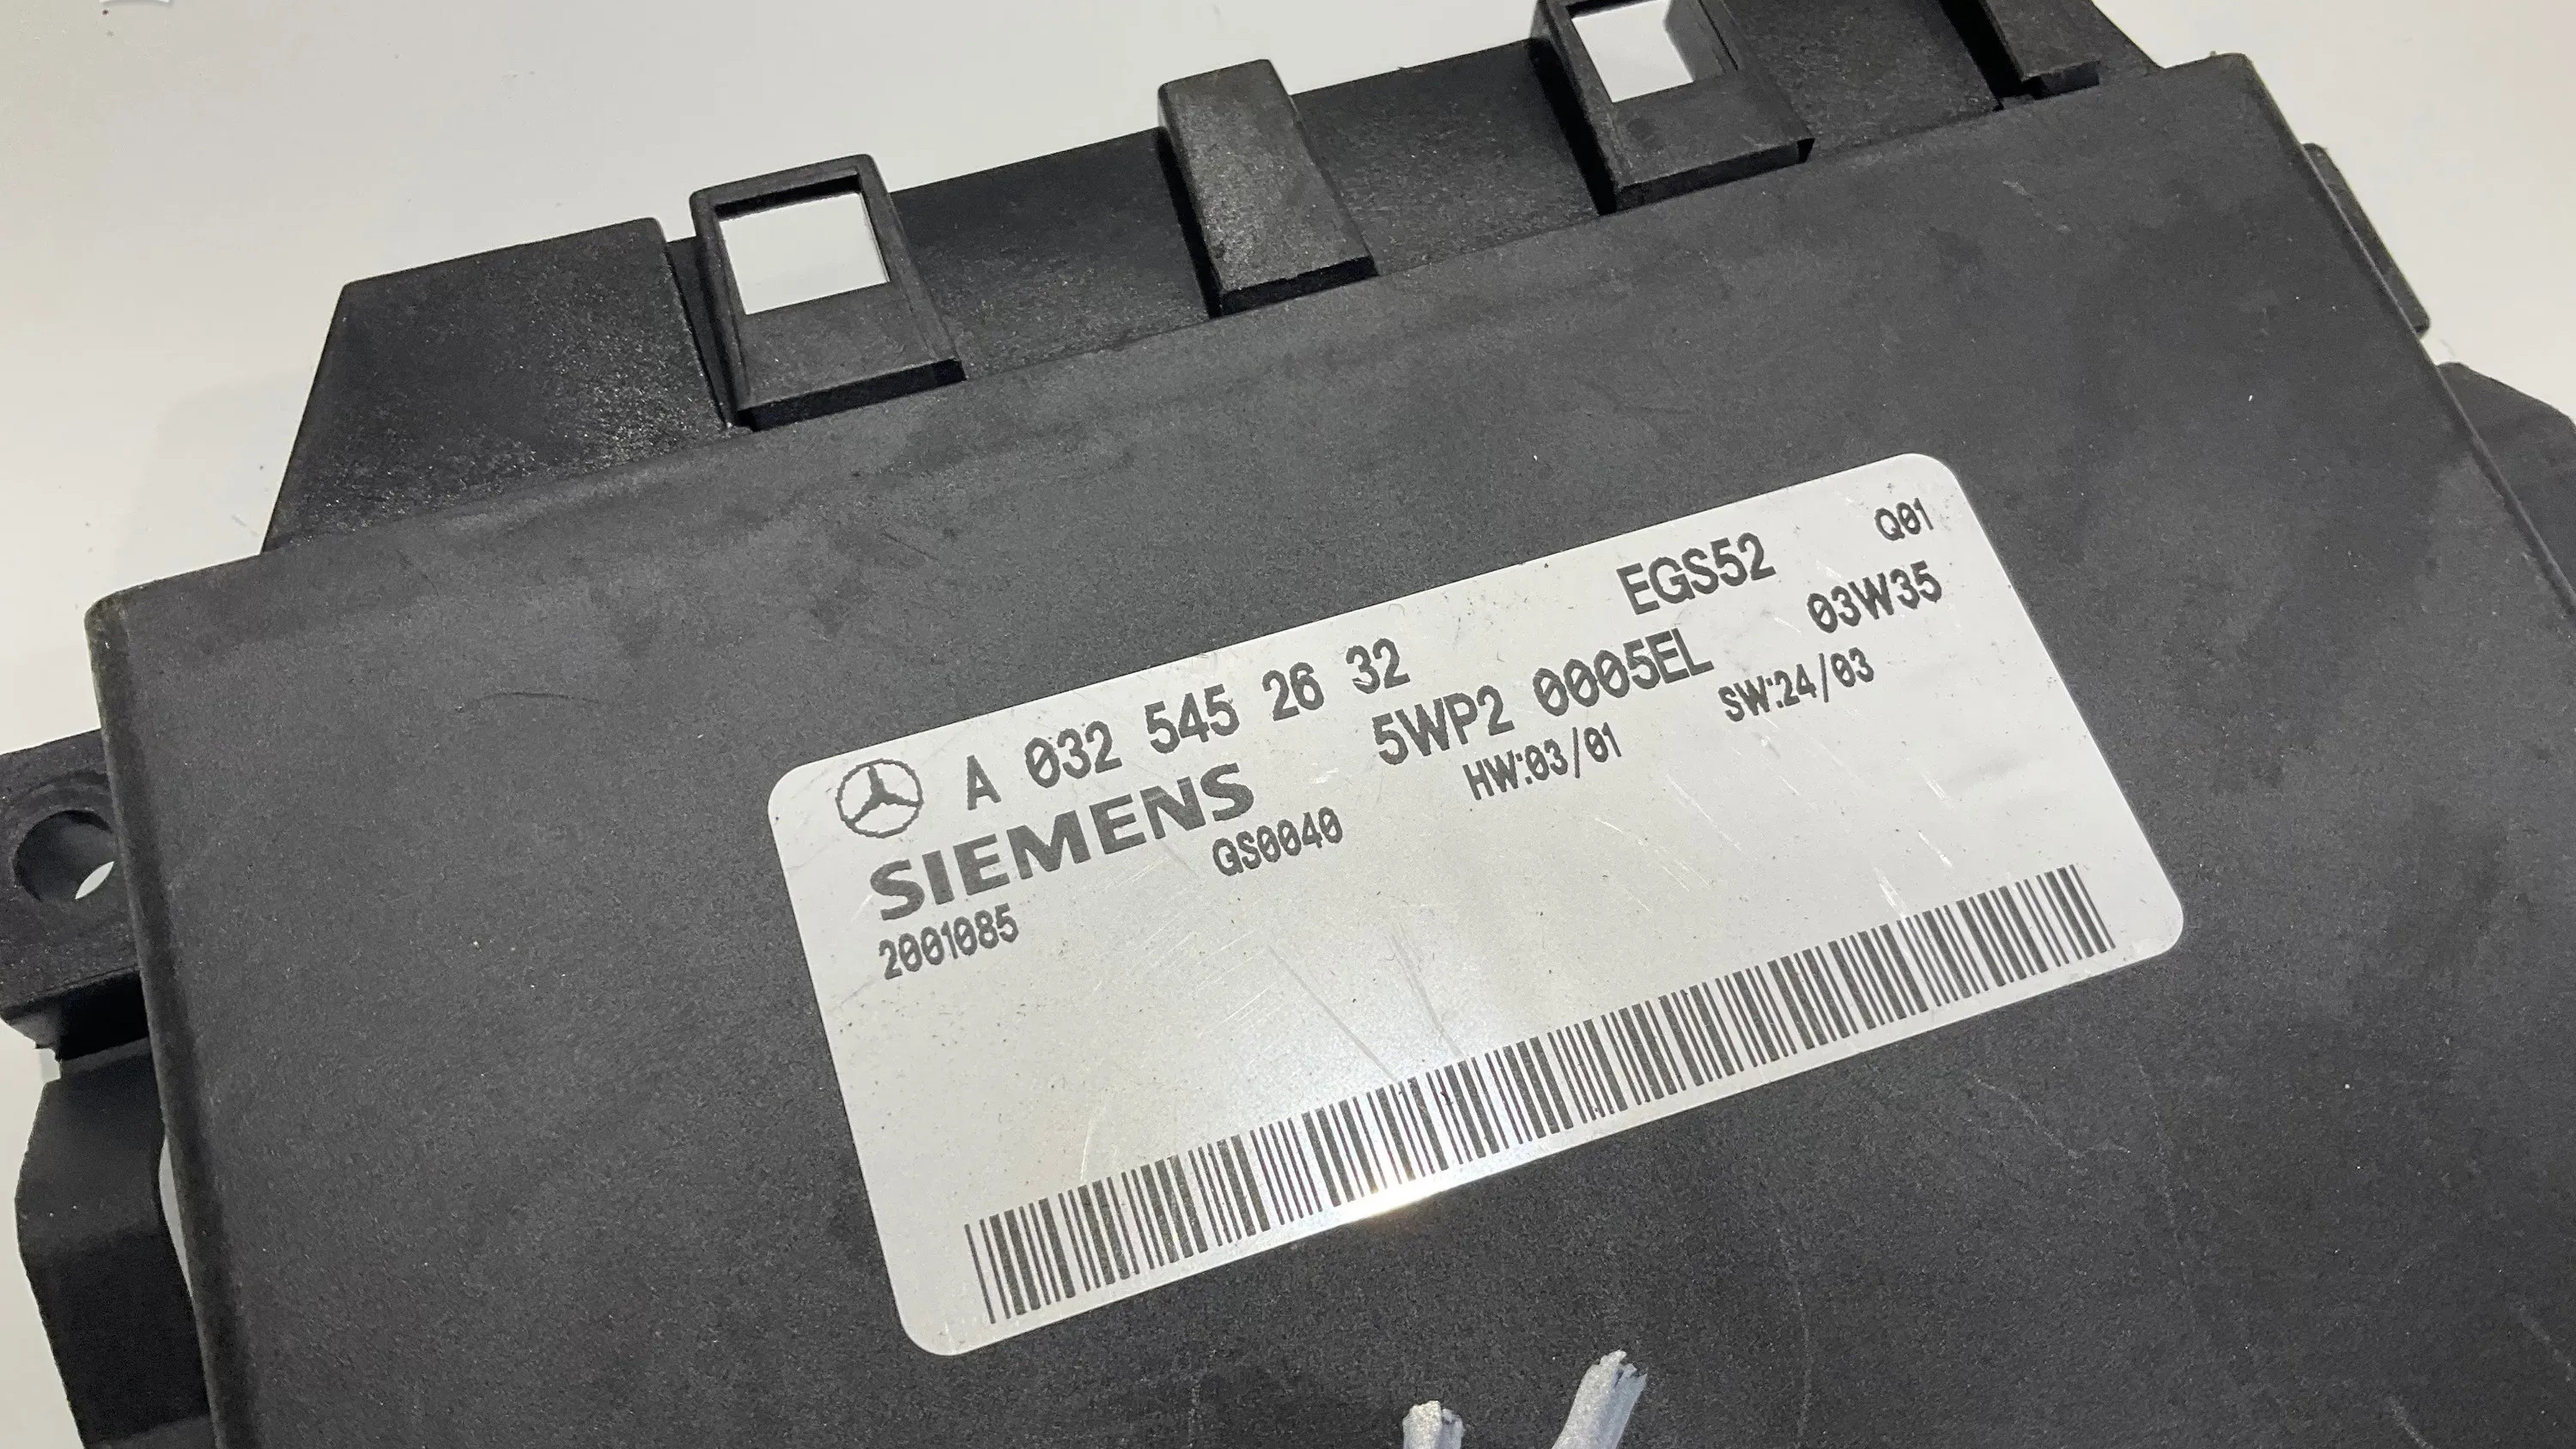 EGS52 Q01
A 032 545 26 32
5WP2 0005EL 03W35
SIEMENS
HW:03/01 SW:24/03
GS0040
2001085